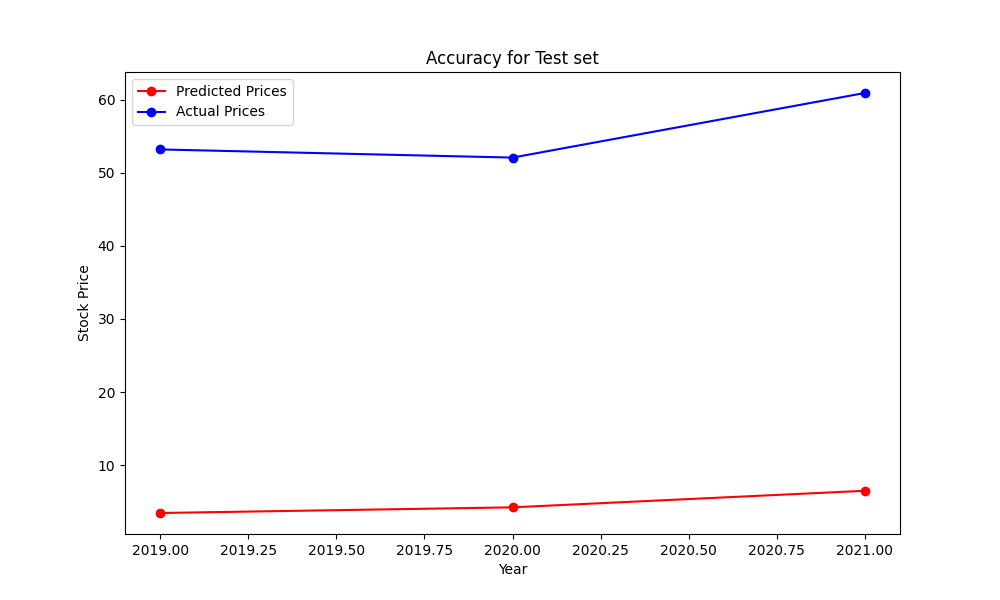 Accuracy for Test set
Predicted Prices
Actual Prices
60
50
40
30
20
10
Stock Price
2019.00 2019.25 2019.50 2019.75 2020.00 2020.25 2020.50 2020.75 2021.00
Year